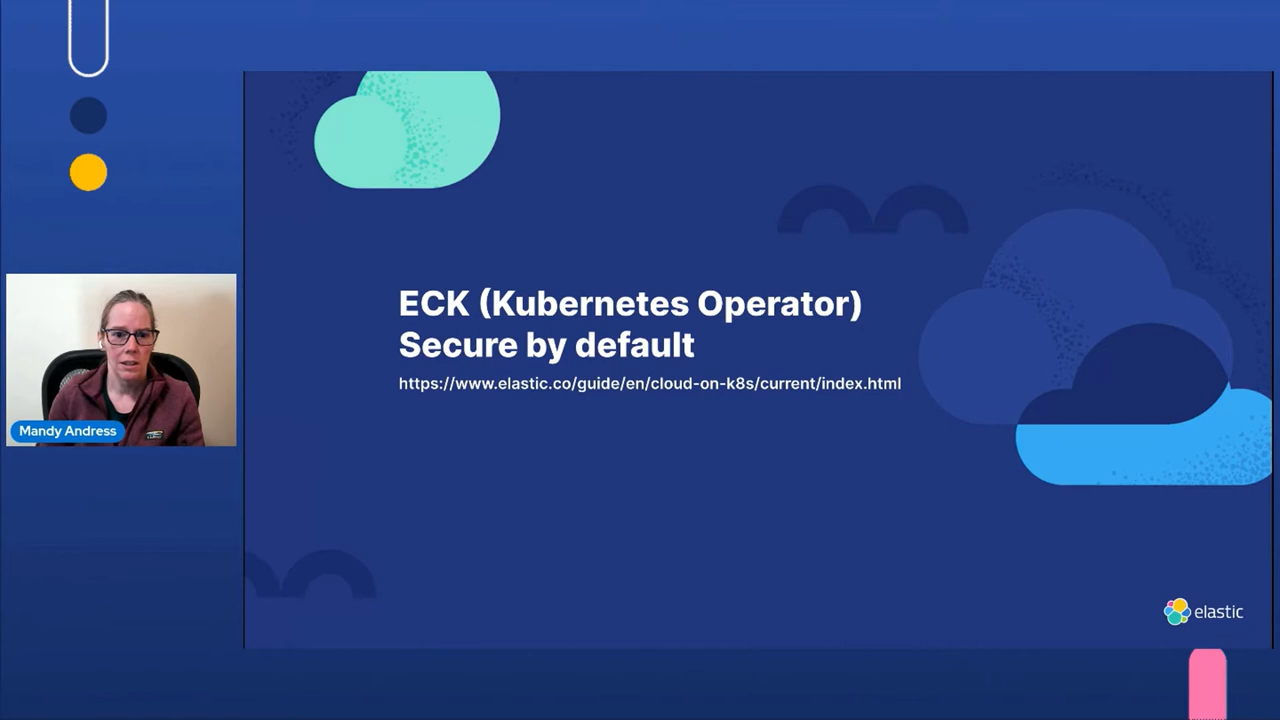 ECK (Kubernetes Operator)
Secure by default
https://www.elastic.co/guide/en/cloud-on-k8s/current/index.html
Mandy Andress
elastic